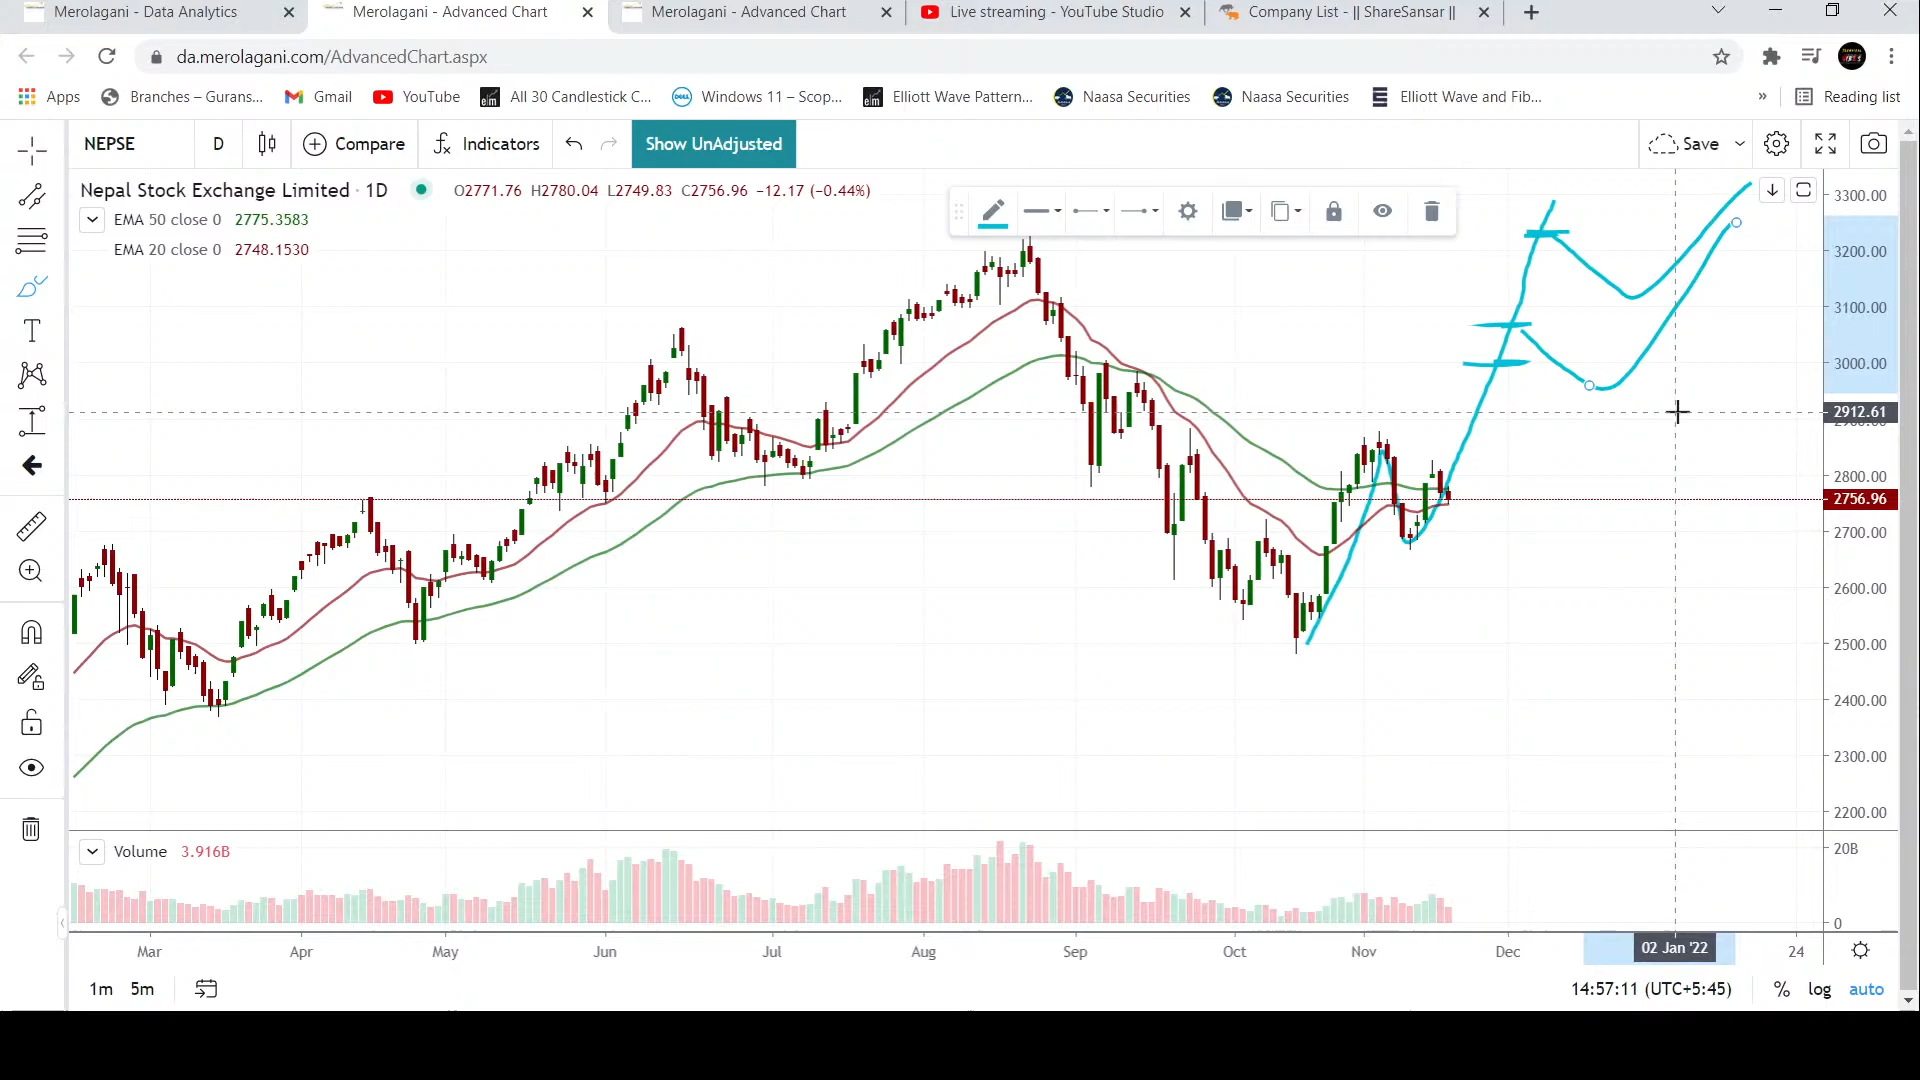 Merolagani - Data Analytics
Merolagani - Advanced Chart
Merolagani - Advanced Chart
Live streaming - YouTube Studio
Company List - || ShareSansar ||
da.merolagani.com/AdvancedChart.aspx
Apps
Branches – Gurans...
Gmail
YouTube
All 30 Candlestick C...
Windows 11 – Scop...
Elliott Wave Pattern...
Naasa Securities
Naasa Securities
Elliott Wave and Fib...
»
Reading list
NEPSE
D
Compare
Indicators
Show UnAdjusted
Save
Nepal Stock Exchange Limited · 1D
O2771.76 H2780.04 L2749.83 C2756.96 -12.17 (-0.44%)
EMA 50 close 0 2775.3583
EMA 20 close 0 2748.1530
3300.00
3200.00
3100.00
3000.00
2912.61
2800.00
2756.96
2700.00
2600.00
2500.00
2400.00
2300.00
2200.00
Volume 3.916B
20B
0
Mar
Apr
May
Jun
Jul
Aug
Sep
Oct
Nov
Dec
02 Jan '22
24
1m
5m
14:57:11 (UTC+5:45)
%
log
auto